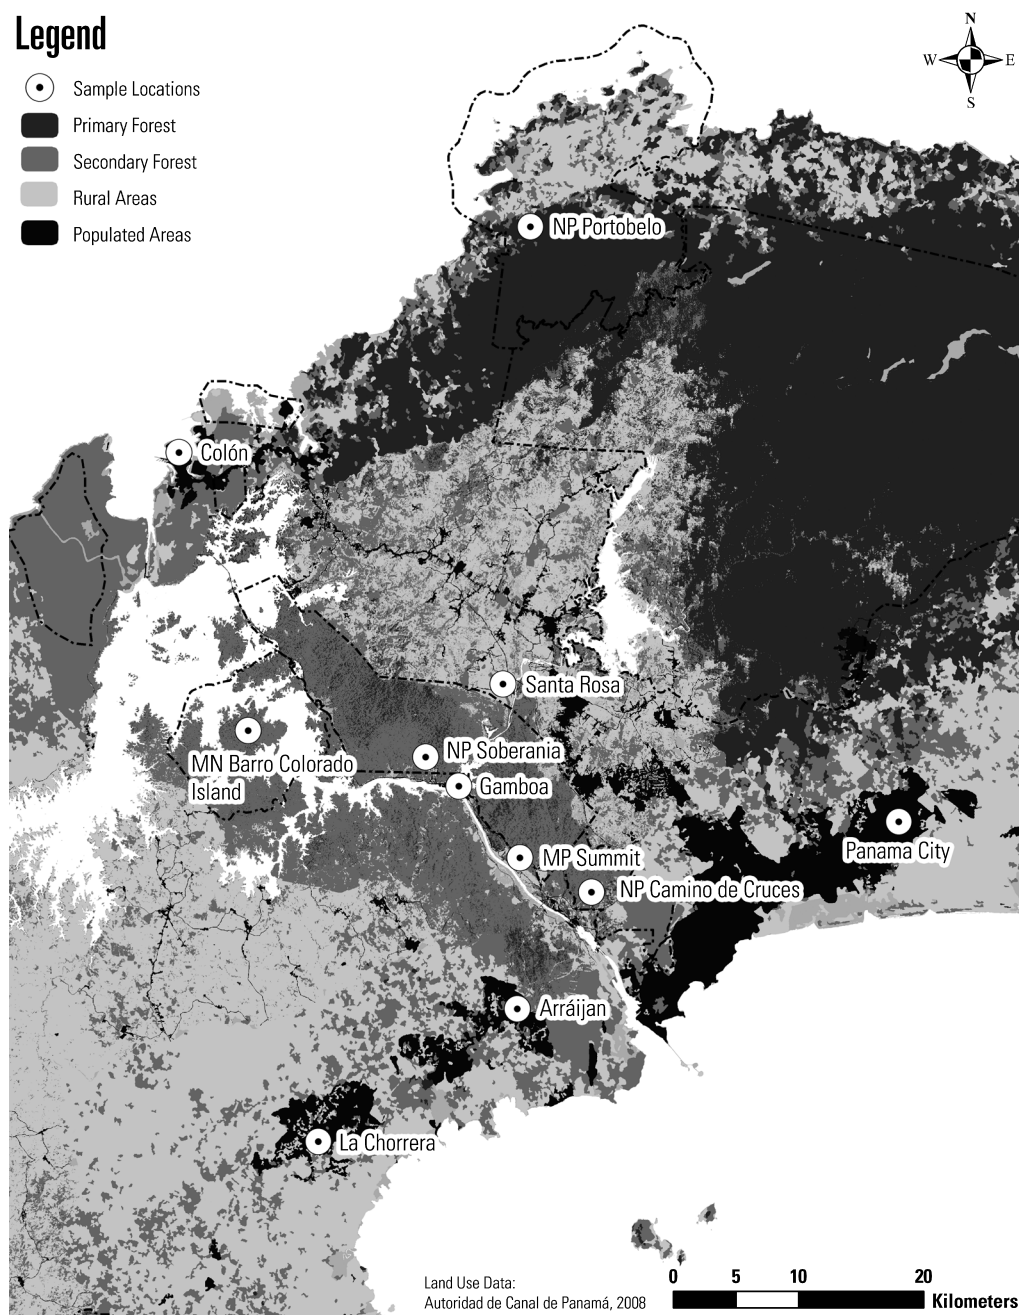 Legend
Sample Locations
Primary Forest
Secondary Forest
Rural Areas
Populated Areas
N
W
E
S
NP Portobelo
Colón
Santa Rosa
NP Soberania
MN Barro Colorado
Island
Gamboa
Panama City
MP Summit
NP Camino de Cruces
Arráijan
La Chorrera
Land Use Data:
Autoridad de Canal de Panamá, 2008
0 5 10 20
Kilometers